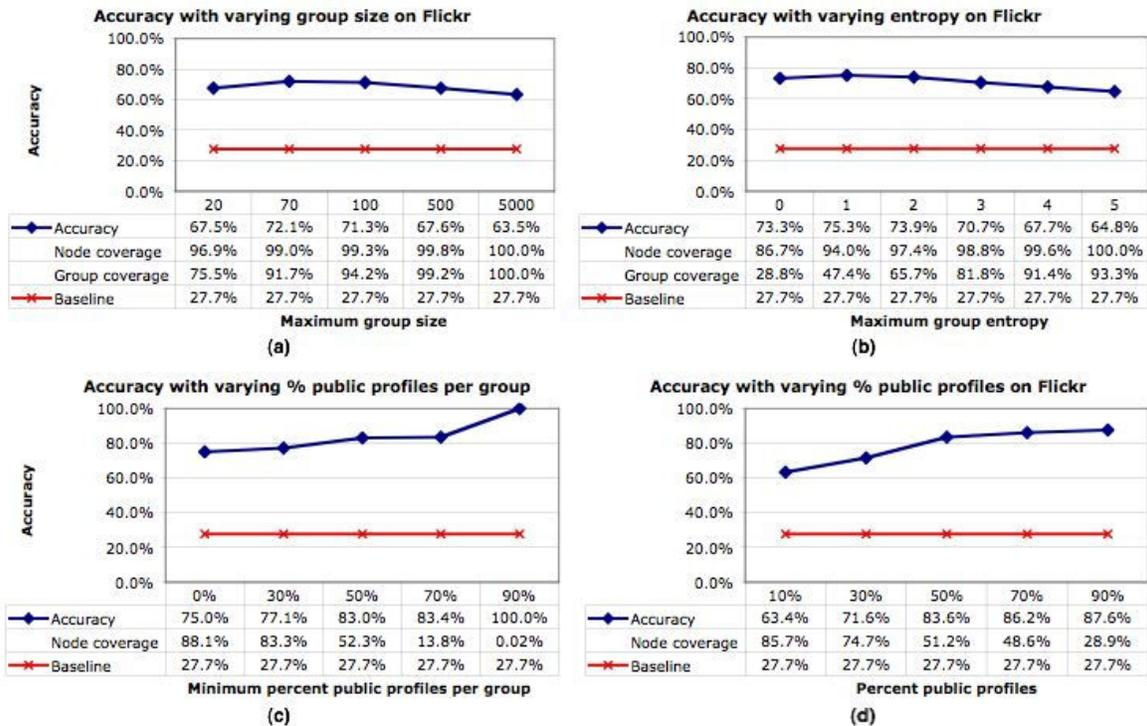 Accuracy with varying group size on Flickr
Accuracy
100.0%
80.0%
60.0%
40.0%
20.0%
0.0%
20 70 100 500 5000
Accuracy 67.5% 72.1% 71.3% 67.6% 63.5%
Node coverage 96.9% 99.0% 99.3% 99.8% 100.0%
Group coverage 75.5% 91.7% 94.2% 99.2% 100.0%
Baseline 27.7% 27.7% 27.7% 27.7% 27.7%
Maximum group size
(a)
Accuracy with varying entropy on Flickr
100.0%
80.0%
60.0%
40.0%
20.0%
0.0%
0 1 2 3 4 5
Accuracy 73.3% 75.3% 73.9% 70.7% 67.7% 64.8%
Node coverage 86.7% 94.0% 97.4% 98.8% 99.6% 100.0%
Group coverage 28.8% 47.4% 65.7% 81.8% 91.4% 93.3%
Baseline 27.7% 27.7% 27.7% 27.7% 27.7% 27.7%
Maximum group entropy
(b)
Accuracy with varying % public profiles per group
Accuracy
100.0%
80.0%
60.0%
40.0%
20.0%
0.0%
0% 30% 50% 70% 90%
Accuracy 75.0% 77.1% 83.0% 83.4% 100.0%
Node coverage 88.1% 83.3% 52.3% 13.8% 0.02%
Baseline 27.7% 27.7% 27.7% 27.7% 27.7%
Minimum percent public profiles per group
(c)
Accuracy with varying % public profiles on Flickr
100.0%
80.0%
60.0%
40.0%
20.0%
0.0%
10% 30% 50% 70% 90%
Accuracy 63.4% 71.6% 83.6% 86.2% 87.6%
Node coverage 85.7% 74.7% 51.2% 48.6% 28.9%
Baseline 27.7% 27.7% 27.7% 27.7% 27.7%
Percent public profiles
(d)